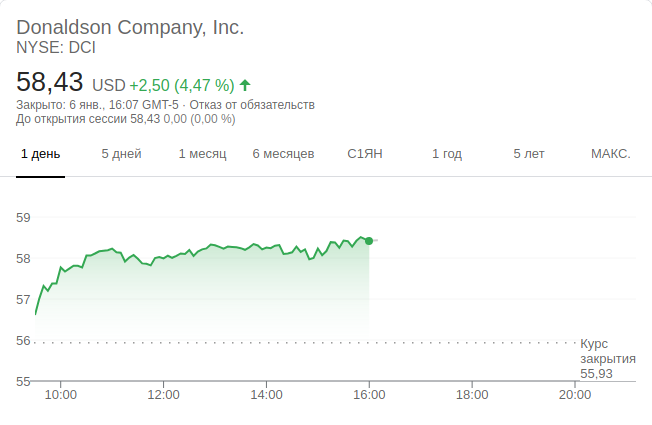 Donaldson Company, Inc.
NYSE: DCI
58,43 USD +2,50 (4,47 %)
Закрыто: 6 янв., 16:07 GMT-5 · Отказ от обязательств
До открытия сессии 58,43 0,00 (0,00 %)
1 день 5 дней 1 месяц 6 месяцев С1ЯН 1 год 5 лет МАКС.
59
58
57
56
Курс
закрытия
55,93
55
10:00 12:00 14:00 16:00 18:00 20:00